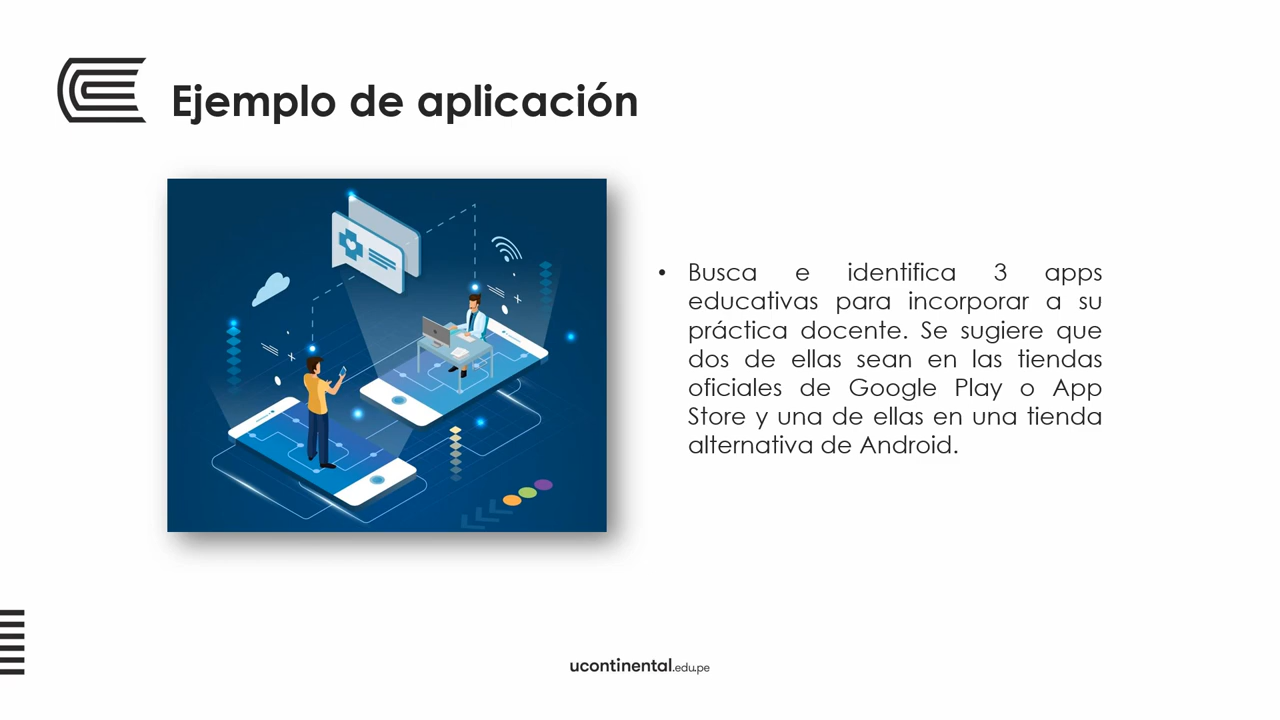 Ejemplo de aplicación
• Busca e identifica 3 apps
educativas para incorporar a su
práctica docente. Se sugiere que
dos de ellas sean en las tiendas
oficiales de Google Play o App
Store y una de ellas en una tienda
alternativa de Android.
ucontinental.edu.pe